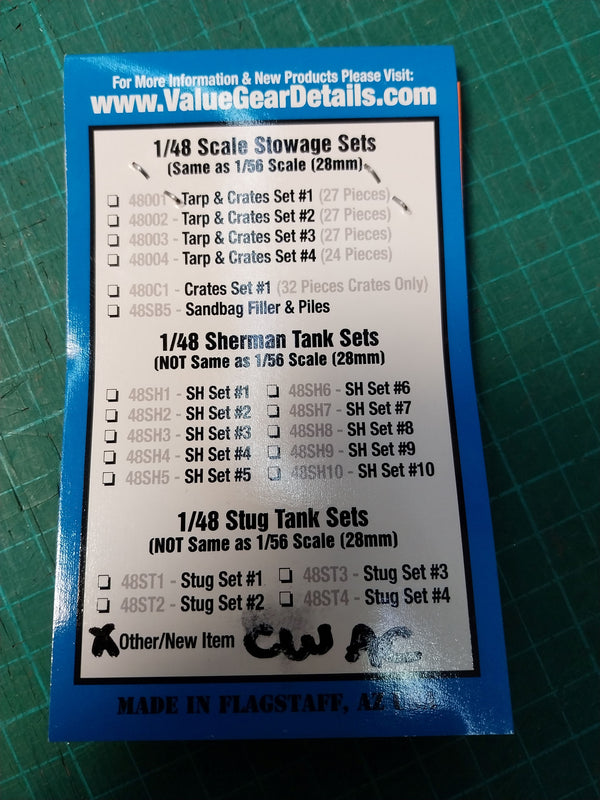 For More Information & New Products Please Visit:
www.ValueGearDetails.com
1/48 Scale Stowage Sets
(Same as 1/56 Scale (28mm)
48001 - Tarp & Crates Set #1 (27 Pieces)
48002 - Tarp & Crates Set #2 (27 Pieces)
48003 - Tarp & Crates Set #3 (27 Pieces)
48004 - Tarp & Crates Set #4 (24 Pieces)
480C1 - Crates Set #1 (32 Pieces Crates Only)
48SB5 - Sandbag Filler & Piles
1/48 Sherman Tank Sets
(NOT Same as 1/56 Scale (28mm)
48SH1 - SH Set #1 48SH6 - SH Set #6
48SH2 - SH Set #2 48SH7 - SH Set #7
48SH3 - SH Set #3 48SH8 - SH Set #8
48SH4 - SH Set #4 48SH9 - SH Set #9
48SH5 - SH Set #5 48SH10 - SH Set #10
1/48 Stug Tank Sets
(NOT Same as 1/56 Scale (28mm)
48ST1 - Stug Set #1 48ST3 - Stug Set #3
48ST2 - Stug Set #2 48ST4 - Stug Set #4
X Other/New Item CW AC
MADE IN FLAGSTAFF, AZ